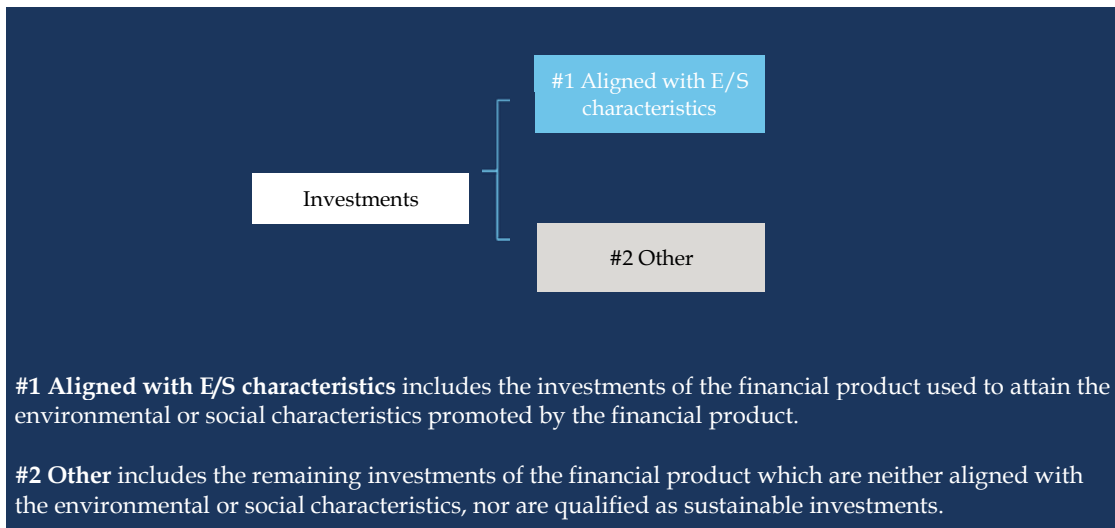 #1 Aligned with E/S
characteristics
Investments
#2 Other
#1 Aligned with E/S characteristics includes the investments of the financial product used to attain the
environmental or social characteristics promoted by the financial product.
#2 Other includes the remaining investments of the financial product which are neither aligned with
the environmental or social characteristics, nor are qualified as sustainable investments.